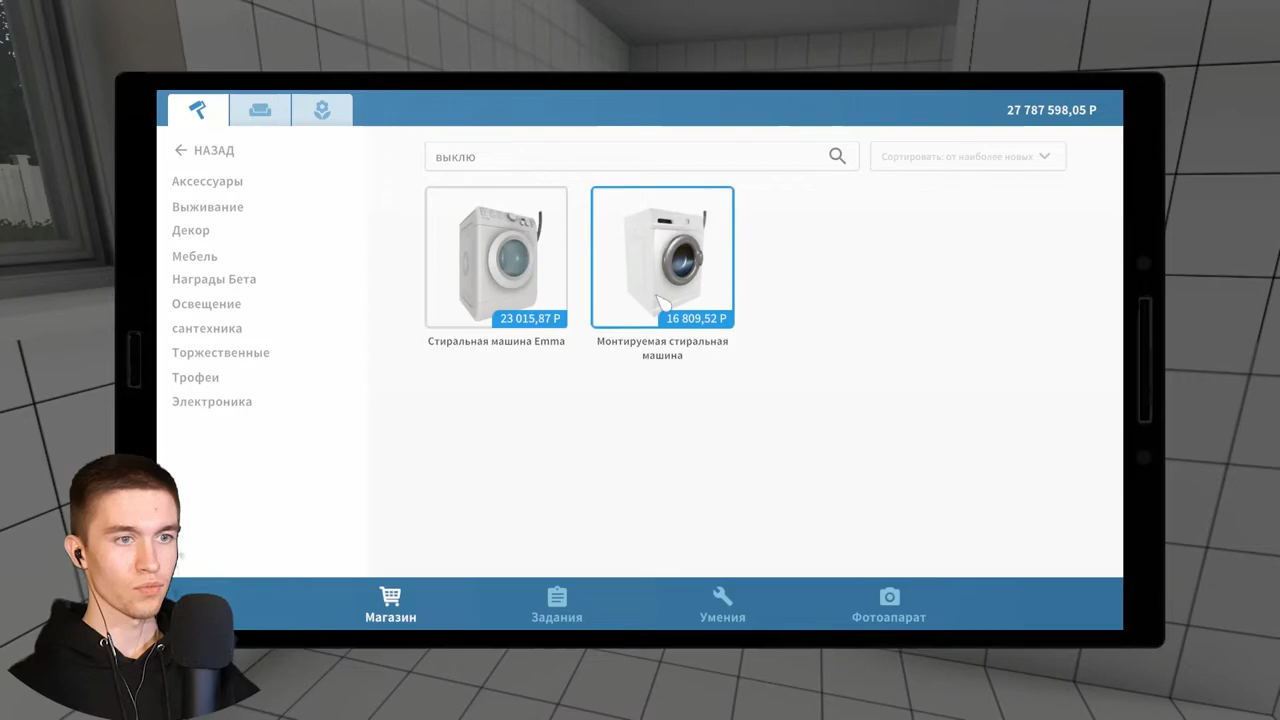 27 787 598,05 Р
НАЗАД
выклю
Сортировать: от наиболее новых
Аксессуары
Выживание
Декор
Мебель
Награды Бета
Освещение
сантехника
Торжественные
Трофеи
Электроника
23 015,87 Р
Стиральная машина Emma
16 809,52 Р
Монтируемая стиральная
машина
Магазин
Задания
Умения
Фотоаппарат